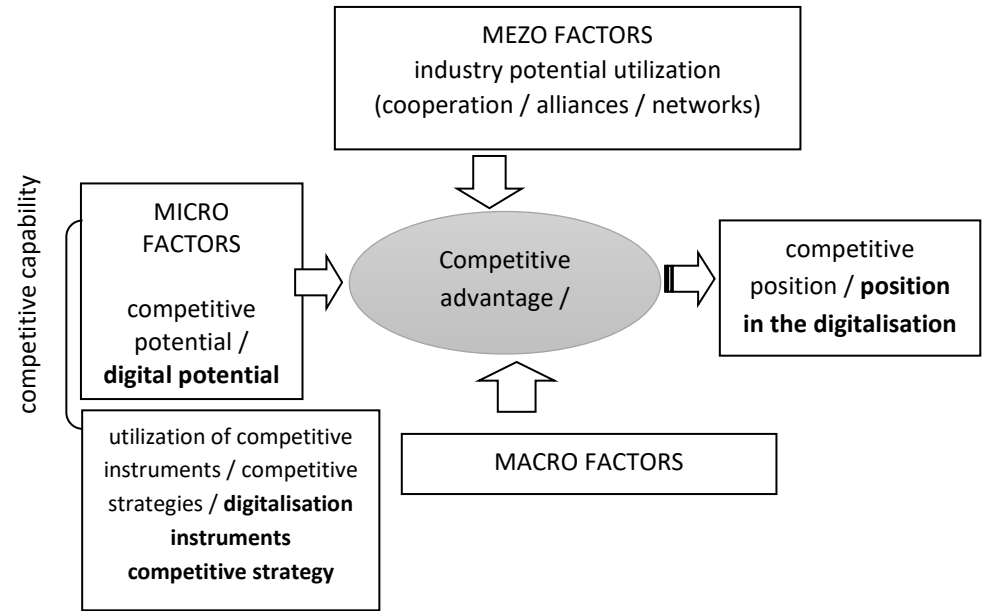 MEZO FACTORS
industry potential utilization
(cooperation / alliances / networks)
competitive capability
MICRO
FACTORS
competitive
potential /
digital potential
Competitive
advantage /
competitive
position / position
in the digitalisation
utilization of competitive
instruments / competitive
strategies / digitalisation
instruments
competitive strategy
MACRO FACTORS